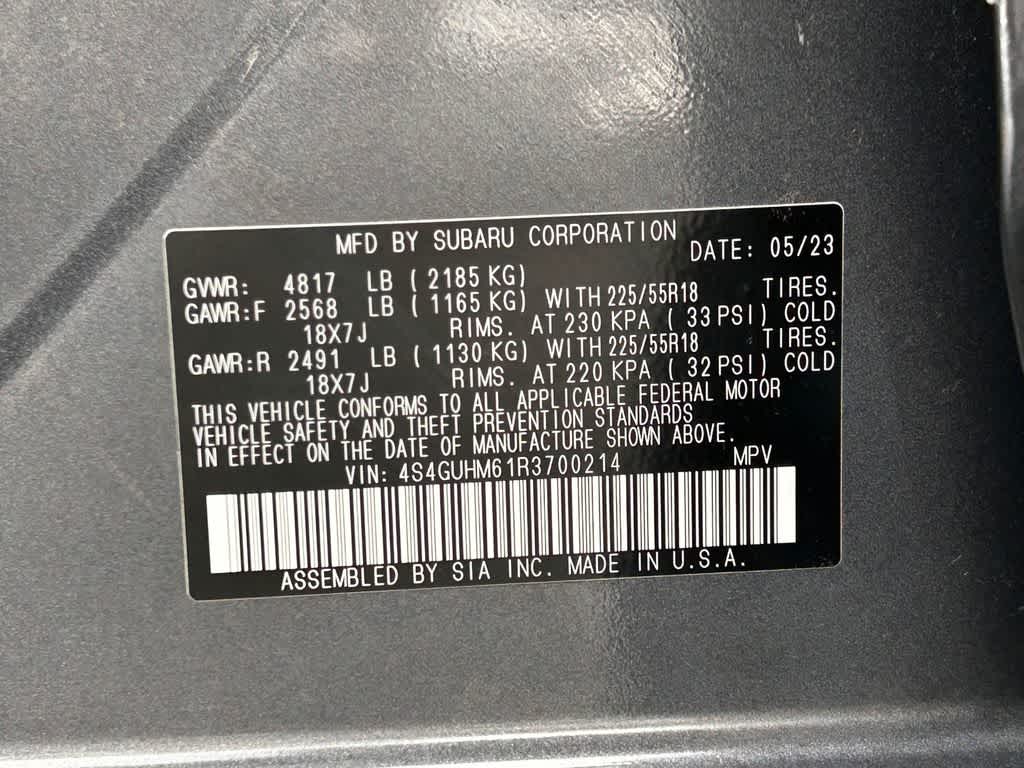 MFD BY SUBARU CORPORATION DATE: 05/23
GVWR: 4817 LB ( 2185 KG)
GAWR:F 2568 LB ( 1165 KG) WITH 225/55R18 TIRES.
18X7J RIMS. AT 230 KPA ( 33 PSI) COLD
GAWR:R 2491 LB ( 1130 KG) WITH 225/55R18 TIRES.
18X7J RIMS. AT 220 KPA ( 32 PSI) COLD
THIS VEHICLE CONFORMS TO ALL APPLICABLE FEDERAL MOTOR
VEHICLE SAFETY AND THEFT PREVENTION STANDARDS
IN EFFECT ON THE DATE OF MANUFACTURE SHOWN ABOVE.
VIN: 4S4GUHM61R3700214 MPV
ASSEMBLED BY SIA INC. MADE IN U.S.A.